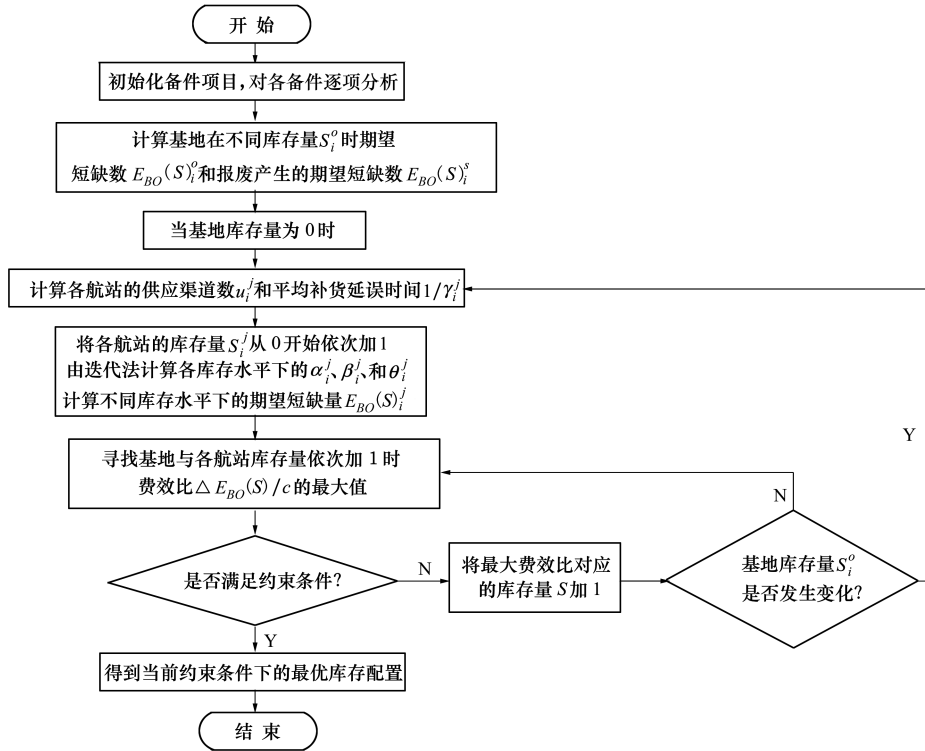 开 始
初始化备件项目,对各备件逐项分析
计算基地在不同库存量S_i^o时期望
短缺数E_{BO}(S)_i^o和报废产生的期望短缺数E_{BO}(S)_i^s
当基地库存量为0时
计算各航站的供应渠道数u_i^j和平均补货延误时间1/γ_i^j
将各航站的库存量S_i^j从0开始依次加1
由迭代法计算各库存水平下的α_i^j、β_i^j、和θ_i^j
计算不同库存水平下的期望短缺量E_{BO}(S)_i^j
Y
寻找基地与各航站库存量依次加1时
费效比△E_{BO}(S)/c的最大值
N
是否满足约束条件?
N
将最大费效比对应
的库存量S加1
基地库存量S_i^o
是否发生变化?
Y
得到当前约束条件下的最优库存配置
结 束